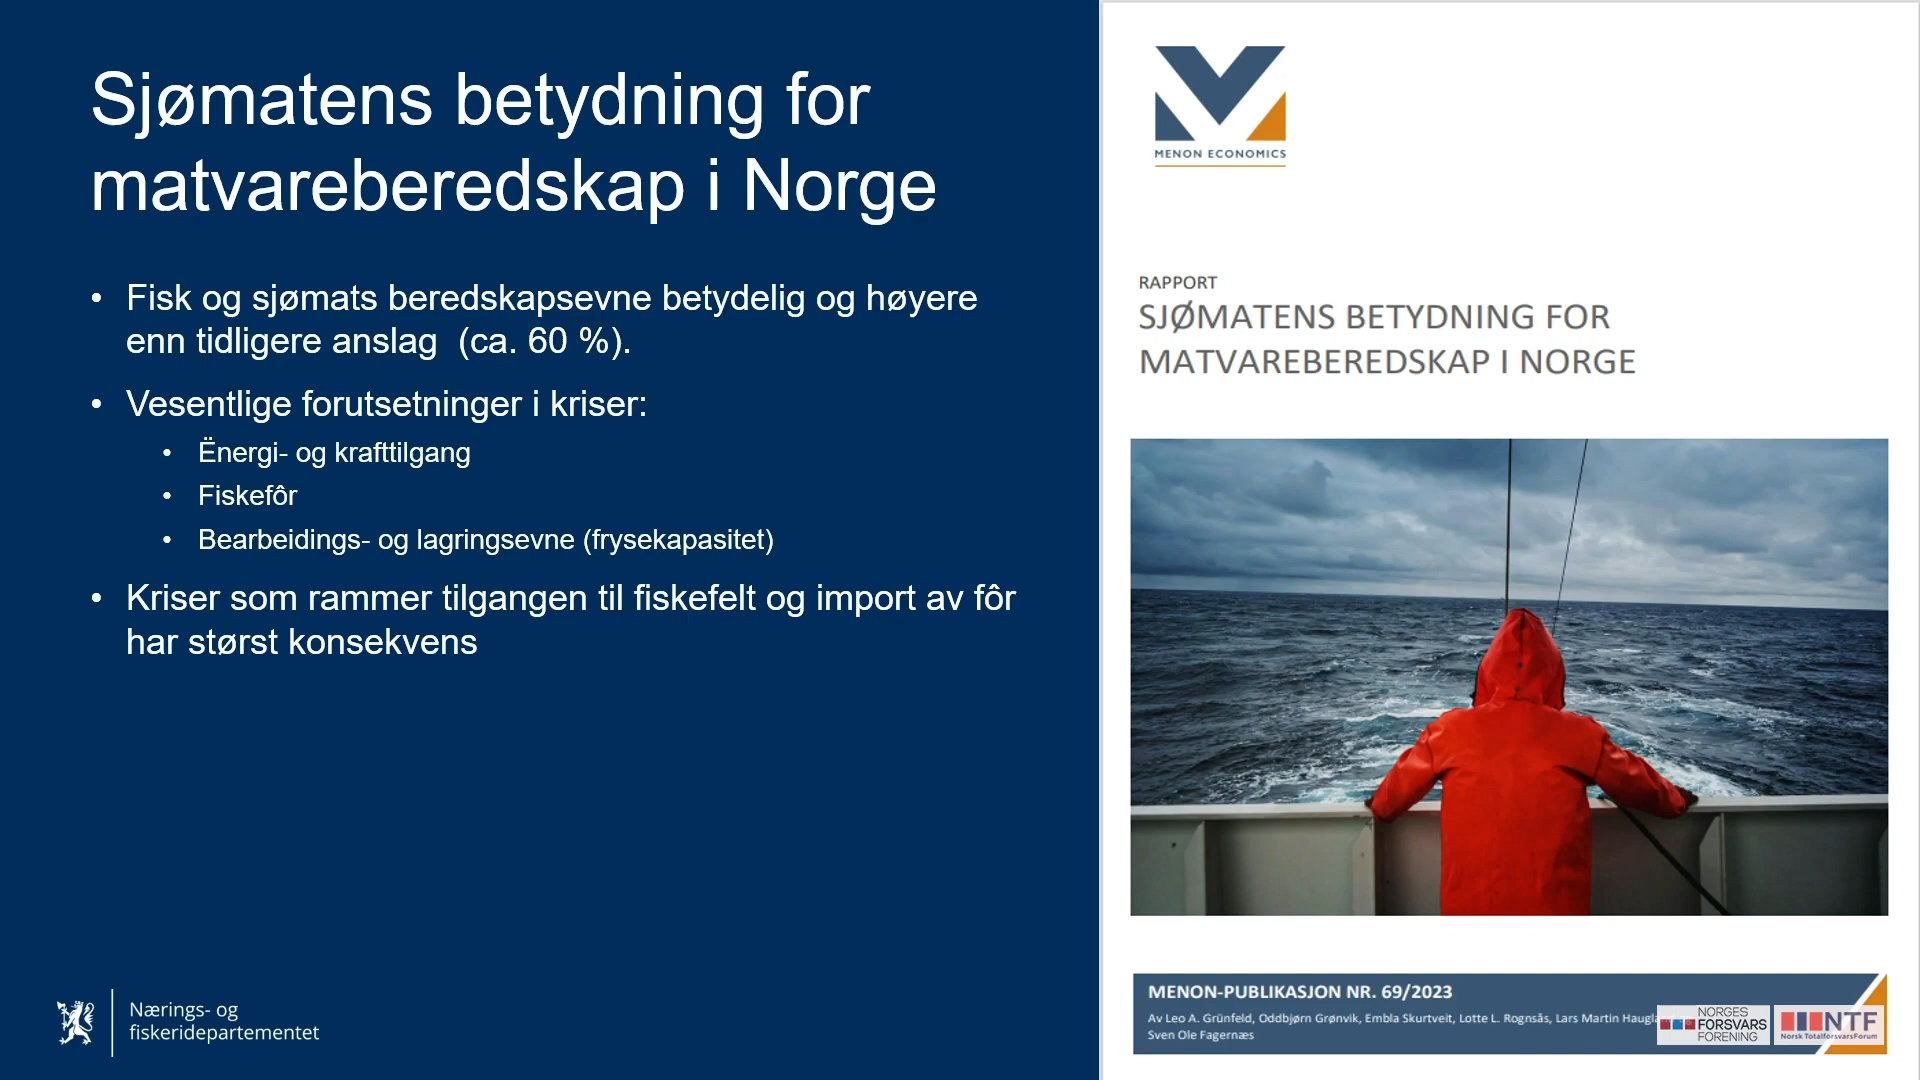 Sjømatens betydning for
matvareberedskap i Norge
• Fisk og sjømats beredskapsevne betydelig og høyere
enn tidligere anslag (ca. 60 %).
• Vesentlige forutsetninger i kriser:
• Ënergi- og krafttilgang
• Fiskefôr
• Bearbeidings- og lagringsevne (frysekapasitet)
• Kriser som rammer tilgangen til fiskefelt og import av fôr
har størst konsekvens
Nærings- og
fiskeridepartementet
MENON ECONOMICS
RAPPORT
SJØMATENS BETYDNING FOR
MATVAREBEREDSKAP I NORGE
MENON-PUBLIKASJON NR. 69/2023
Av Leo A. Grünfeld, Oddbjørn Grønvik, Embla Skurtveit, Lotte L. Rognsås, Lars Martin
Sven Ole Fagernæs
NORGES
FORSVARS
FORENING
NTF
Norsk TotalforsvarsForum